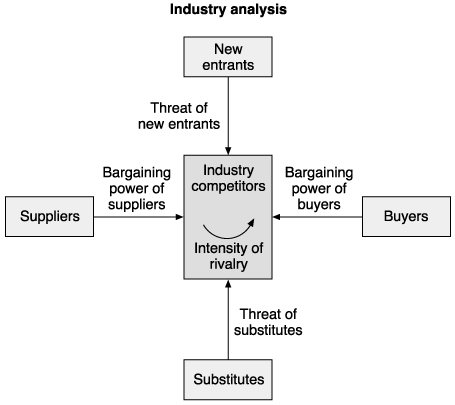 Industry analysis
New
entrants
Threat of
new entrants
Bargaining
power of
suppliers
Industry
competitors
Bargaining
power of
buyers
Suppliers
Buyers
Intensity of
rivalry
Threat of
substitutes
Substitutes